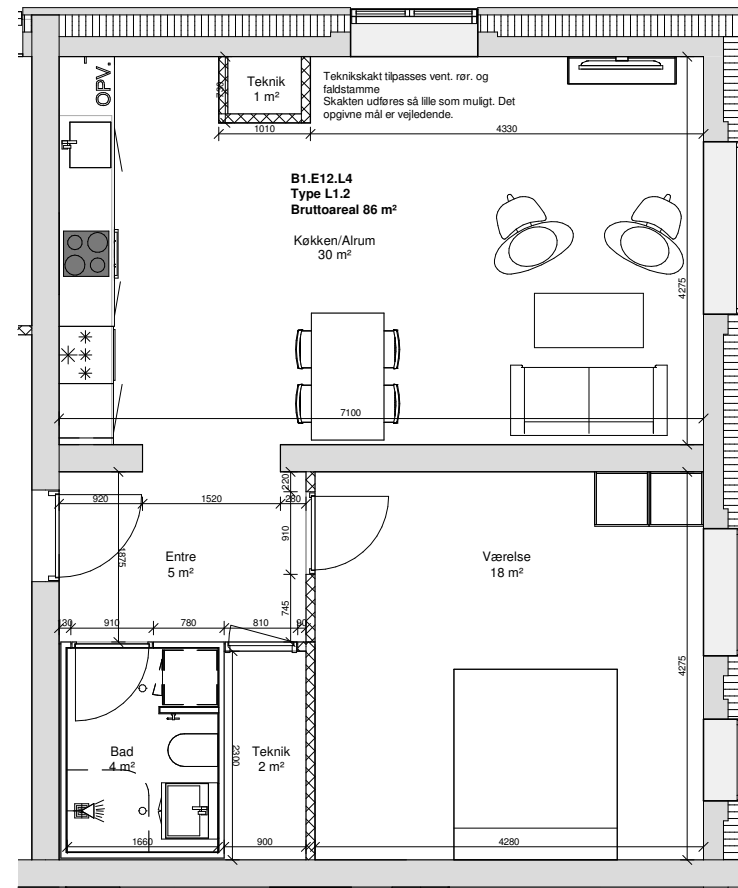 OPV.
Teknik
1 m²
730
Teknikskakt tilpasses vent. rør. og
faldstamme
Skakten udføres så lille som muligt. Det
opgivne mål er vejledende.
1010
4330
B1.E12.L4
Type L1.2
Bruttoareal 86 m²
Køkken/Alrum
30 m²
4275
7100
220
920
1520
280
910
1875
Entre
5 m²
Værelse
18 m²
745
130
910
780
810
90
4275
Bad
4 m²
2300
Teknik
2 m²
1660
900
4280